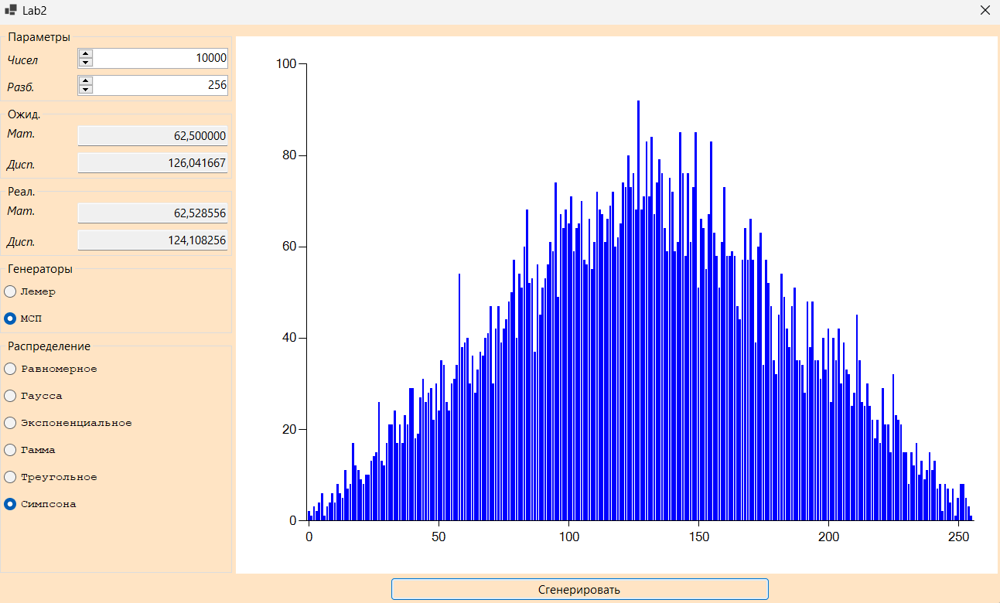 Lab2
Параметры
Чисел 10000
Разб. 256
Ожид.
Мат. 62,500000
Дисп. 126,041667
Реал.
Мат. 62,528556
Дисп. 124,108256
Генераторы
Лемер
МСП
Распределение
Равномерное
Гаусса
Экспоненциальное
Гамма
Треугольное
Симпсона
100
80
60
40
20
0
0 50 100 150 200 250
Сгенерировать